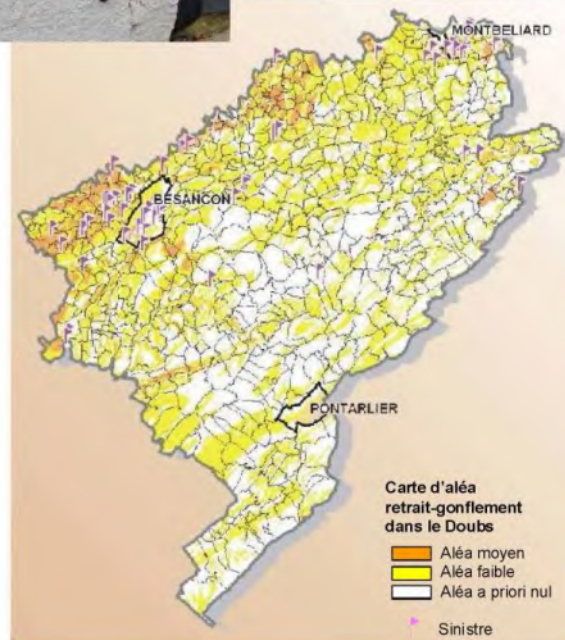 MONTBELIARD
BESANCON
PONTARLIER
Carte d'aléa
retrait-gonflement
dans le Doubs
Aléa moyen
Aléa faible
Aléa a priori nul
Sinistre